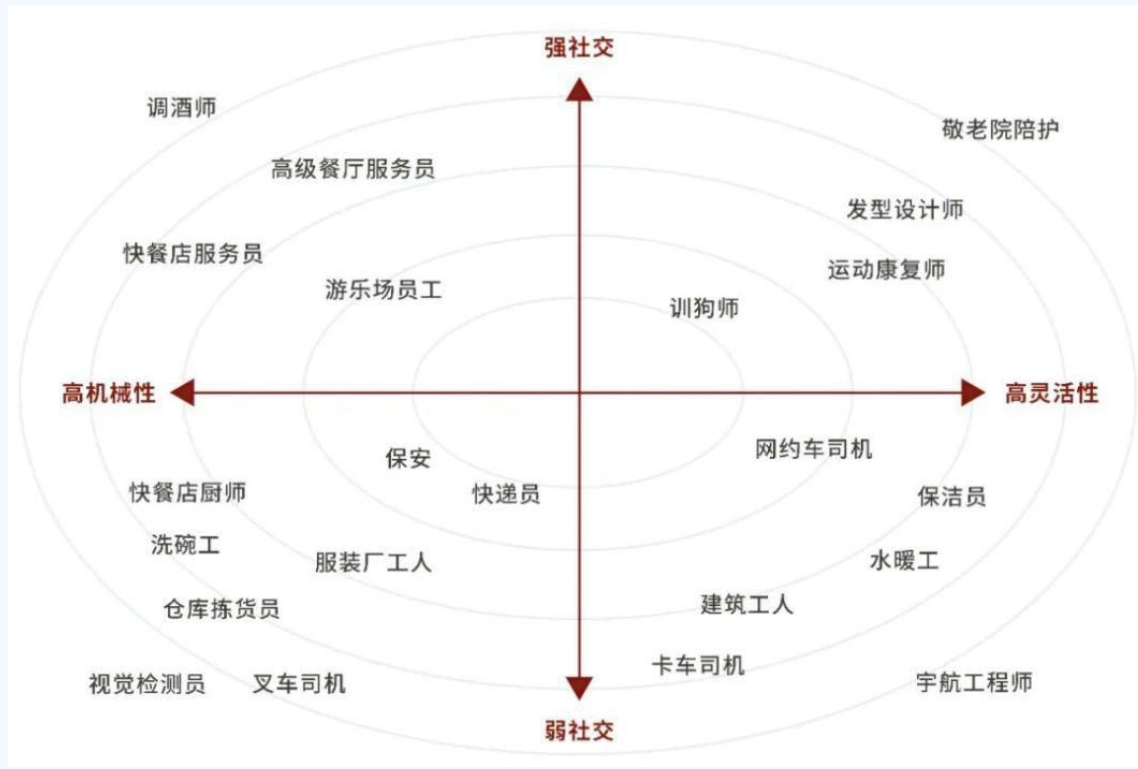 强社交
调酒师
敬老院陪护
高级餐厅服务员
发型设计师
快餐店服务员
运动康复师
游乐场员工
训狗师
高机械性
高灵活性
网约车司机
保安
快餐店厨师
快递员
保洁员
洗碗工
服装厂工人
水暖工
仓库拣货员
建筑工人
卡车司机
视觉检测员
叉车司机
宇航工程师
弱社交